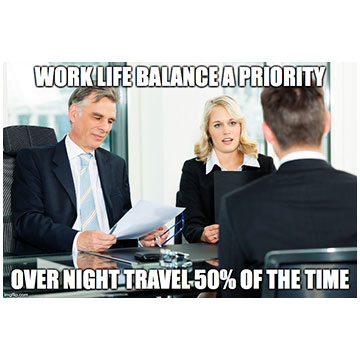 WORK LIFE BALANCE A PRIORITY
OVER NIGHT TRAVEL 50% OF THE TIME
imgflip.com